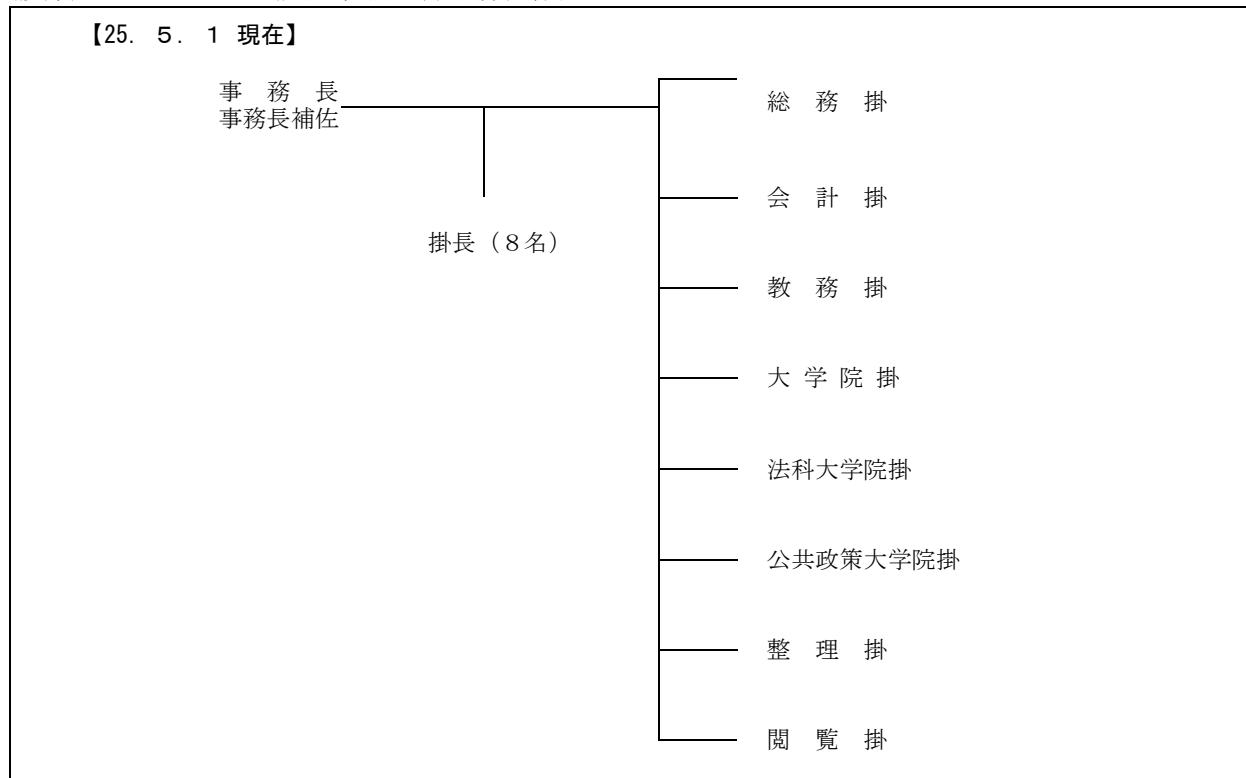 【25. ５. １ 現在】
事 務 長
事務長補佐
掛長（８名）
総 務 掛
会 計 掛
教 務 掛
大 学 院 掛
法科大学院掛
公共政策大学院掛
整 理 掛
閲 覧 掛